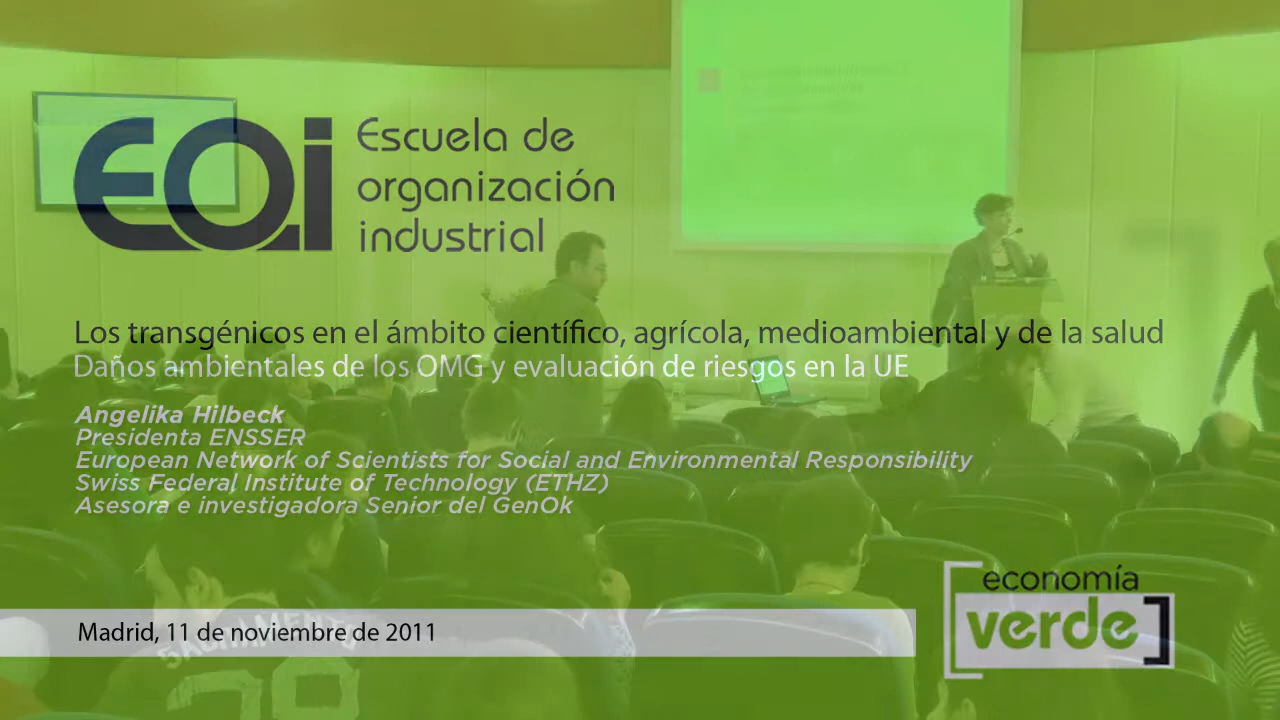 EOi
Escuela de
organización
industrial
Los transgénicos en el ámbito científico, agrícola, medioambiental y de la salud
Daños ambientales de los OMG y evaluación de riesgos en la UE
Angelika Hilbeck
Presidenta ENSSER
European Network of Scientists for Social and Environmental Responsibility
Swiss Federal Institute of Technology (ETHZ)
Asesora e investigadora Senior del GenOk
economía
verde
Madrid, 11 de noviembre de 2011
SACRAMENTO